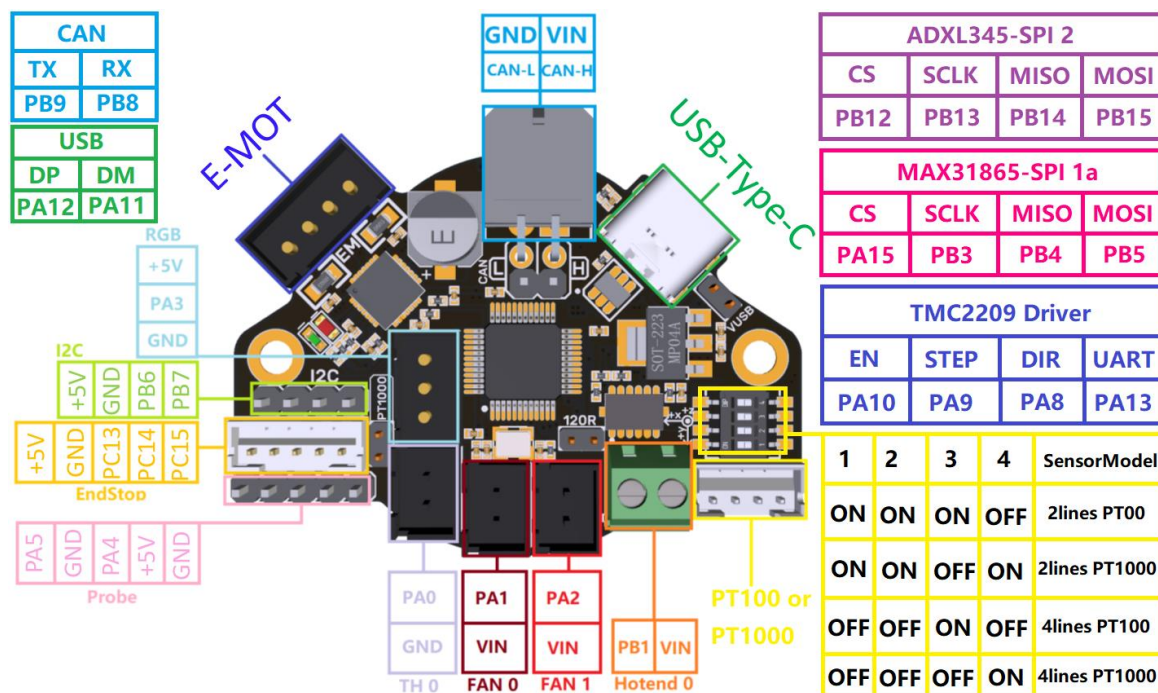 CAN
TX RX
PB9 PB8
USB
DP DM
PA12 PA11
GND VIN
CAN-L CAN-H
E-MOT
USB-Type-C
ADXL345-SPI 2
CS SCLK MISO MOSI
PB12 PB13 PB14 PB15
MAX31865-SPI 1a
CS SCLK MISO MOSI
PA15 PB3 PB4 PB5
TMC2209 Driver
EN STEP DIR UART
PA10 PA9 PA8 PA13
RGB
+5V
PA3
GND
I2C
+5V GND PB6 PB7
+5V GND PC13 PC14 PC15
EndStop
PA5 GND PA4 +5V GND
Probe
EM
E
+
CAN
L H
VUSB
SOT-223
MP04A
I2C
PT1000
120R
+x +z
+y
PA0
GND
TH 0
PA1
VIN
FAN 0
PA2
VIN
FAN 1
PB1 VIN
Hotend 0
PT100 or
PT1000
1 2 3 4 SensorModel
ON ON ON OFF 2lines PT00
ON ON OFF ON 2lines PT1000
OFF OFF ON OFF 4lines PT100
OFF OFF OFF ON 4lines PT1000